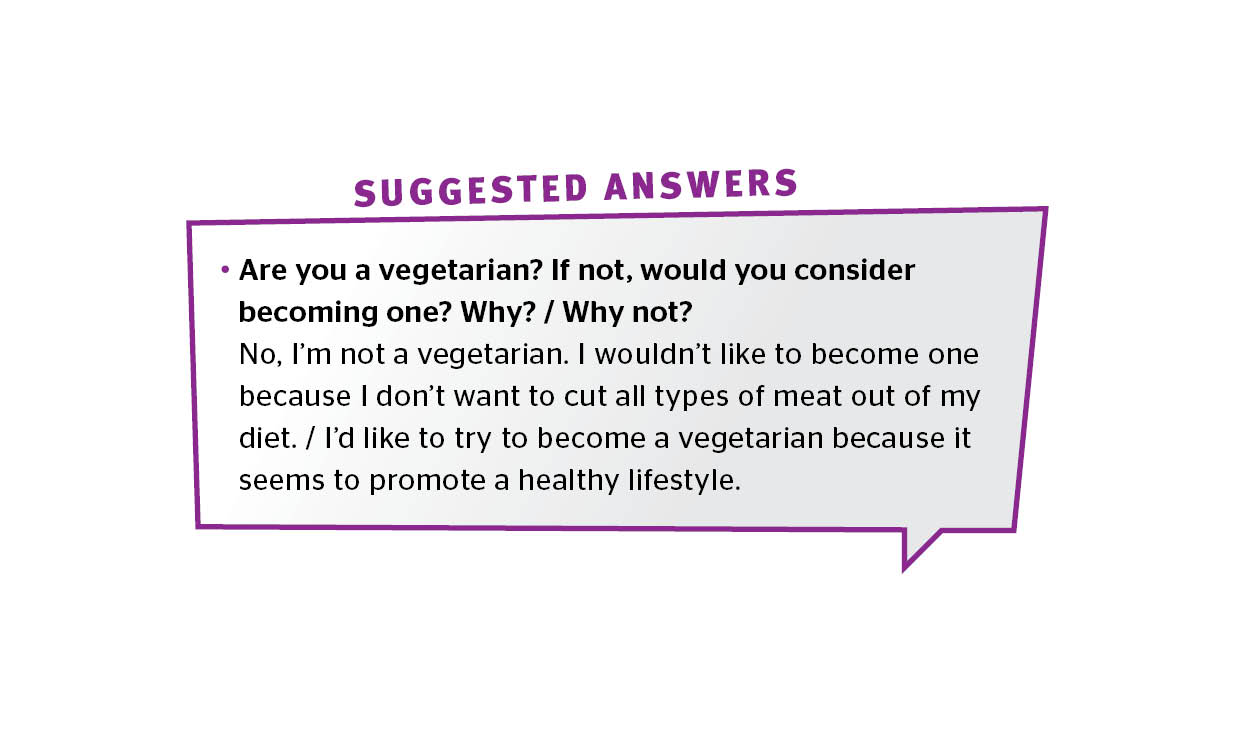 SUGGESTED ANSWERS
• Are you a vegetarian? If not, would you consider
becoming one? Why? / Why not?
No, I’m not a vegetarian. I wouldn’t like to become one
because I don’t want to cut all types of meat out of my
diet. / I’d like to try to become a vegetarian because it
seems to promote a healthy lifestyle.